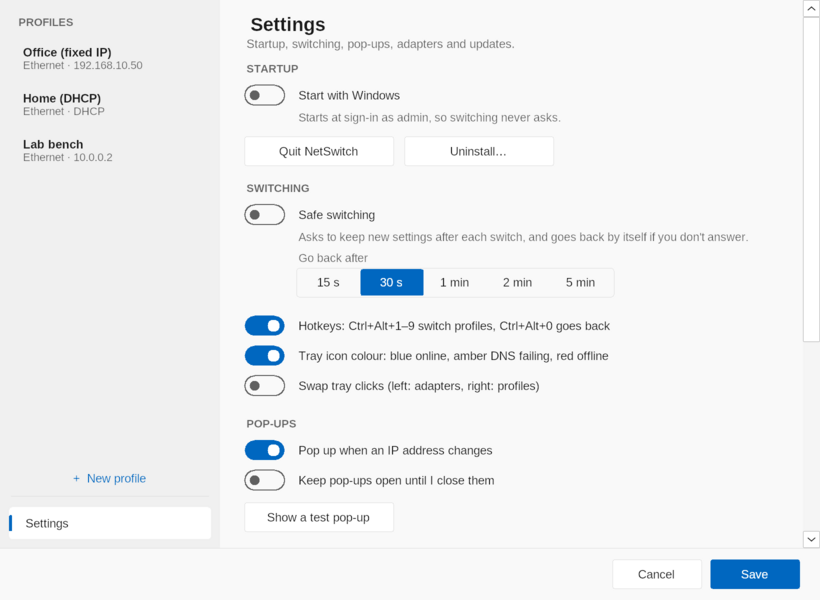 PROFILES
Office (fixed IP)
Ethernet · 192.168.10.50
Home (DHCP)
Ethernet · DHCP
Lab bench
Ethernet · 10.0.0.2
+ New profile
Settings
Settings
Startup, switching, pop-ups, adapters and updates.
STARTUP
Start with Windows
Starts at sign-in as admin, so switching never asks.
Quit NetSwitch Uninstall…
SWITCHING
Safe switching
Asks to keep new settings after each switch, and goes back by itself if you don't answer.
Go back after
15 s 30 s 1 min 2 min 5 min
Hotkeys: Ctrl+Alt+1–9 switch profiles, Ctrl+Alt+0 goes back
Tray icon colour: blue online, amber DNS failing, red offline
Swap tray clicks (left: adapters, right: profiles)
POP-UPS
Pop up when an IP address changes
Keep pop-ups open until I close them
Show a test pop-up
Cancel Save